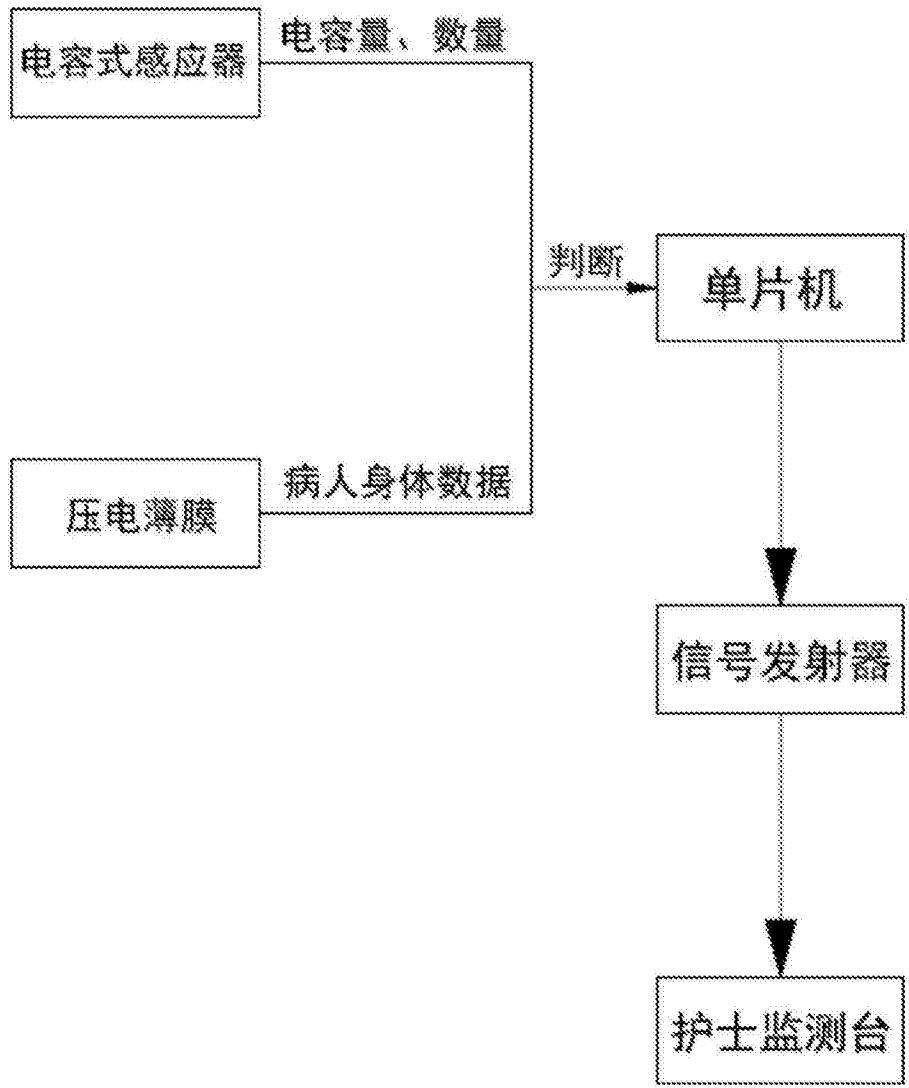 电容式感应器
电容量、数量
判断
单片机
压电薄膜
病人身体数据
信号发射器
护士监测台